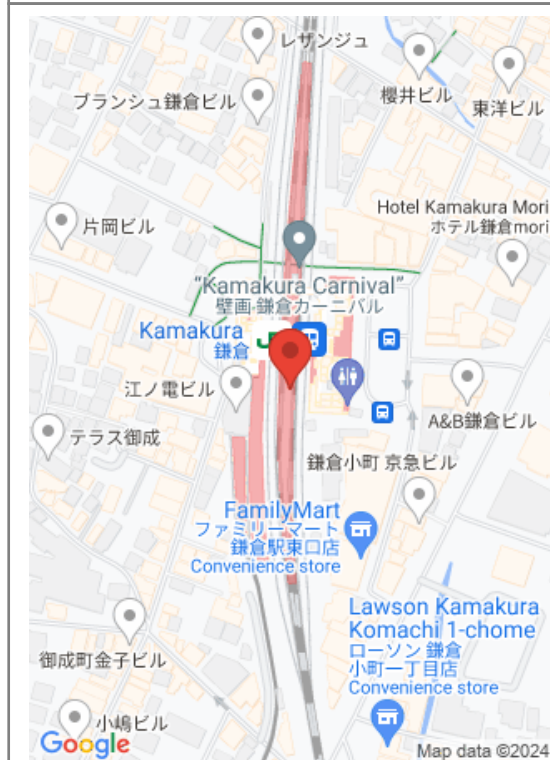 レザンジュ
ブランシュ鎌倉ビル
櫻井ビル
東洋ビル
片岡ビル
Hotel Kamakura Mori
ホテル鎌倉mori
“Kamakura Carnival”
壁画 鎌倉カーニバル
Kamakura
鎌倉
江ノ電ビル
A&B鎌倉ビル
テラス御成
鎌倉小町 京急ビル
FamilyMart
ファミリーマート
鎌倉駅東口店
Convenience store
Lawson Kamakura
Komachi 1-chome
ローソン 鎌倉
小町一丁目店
Convenience store
御成町金子ビル
小嶋ビル
Google
Map data ©2024